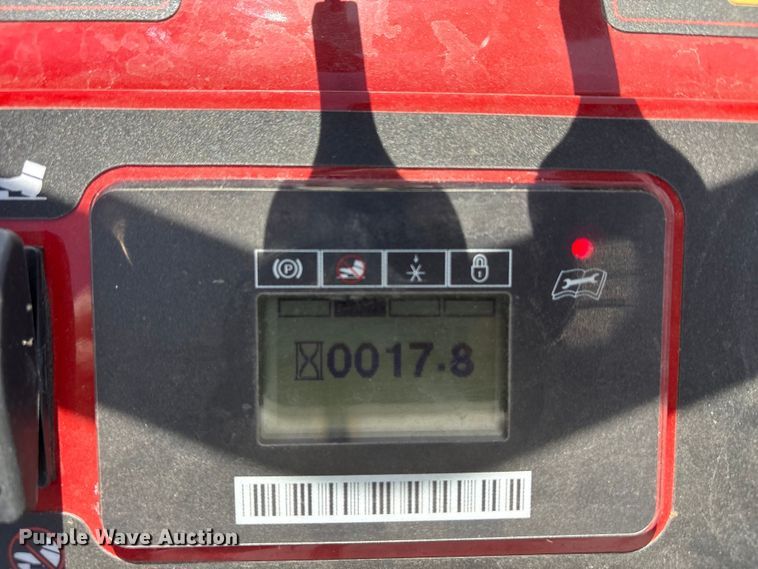 (P)
0017.8
Purple Wave Auction